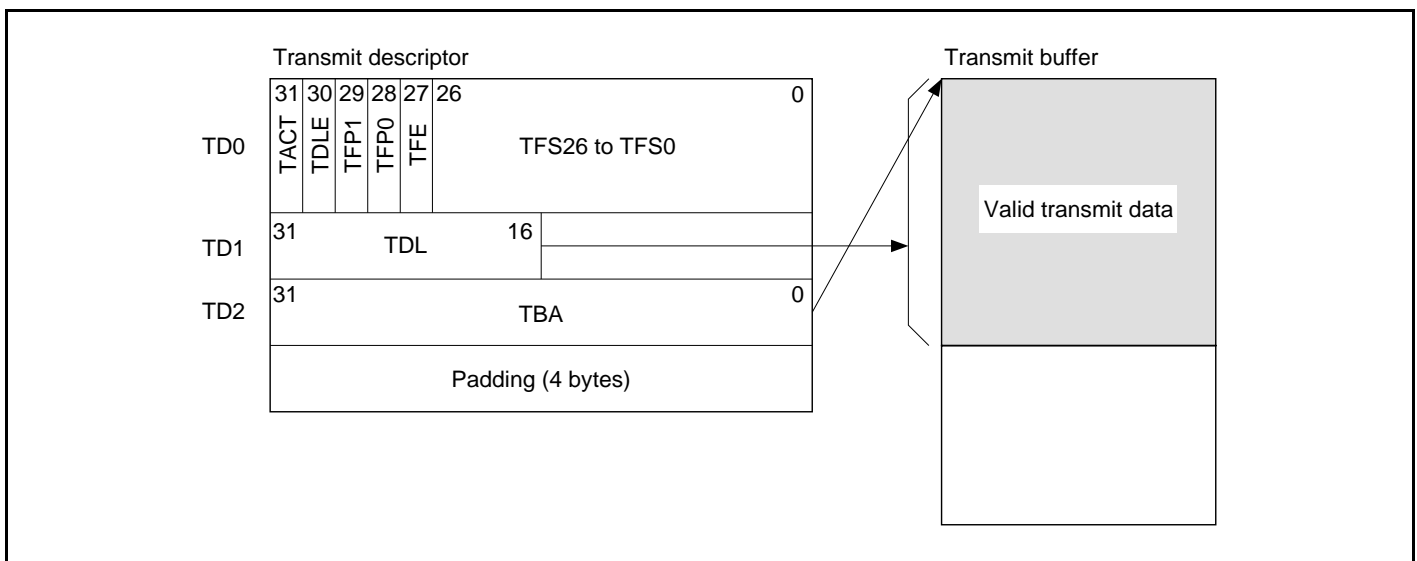 Transmit descriptor
Transmit buffer
31 30 29 28 27 26 0
TD0
TACT
TDLE
TFP1
TFP0
TFE
TFS26 to TFS0
Valid transmit data
TD1
31 TDL 16
TD2
31 TBA 0
Padding (4 bytes)